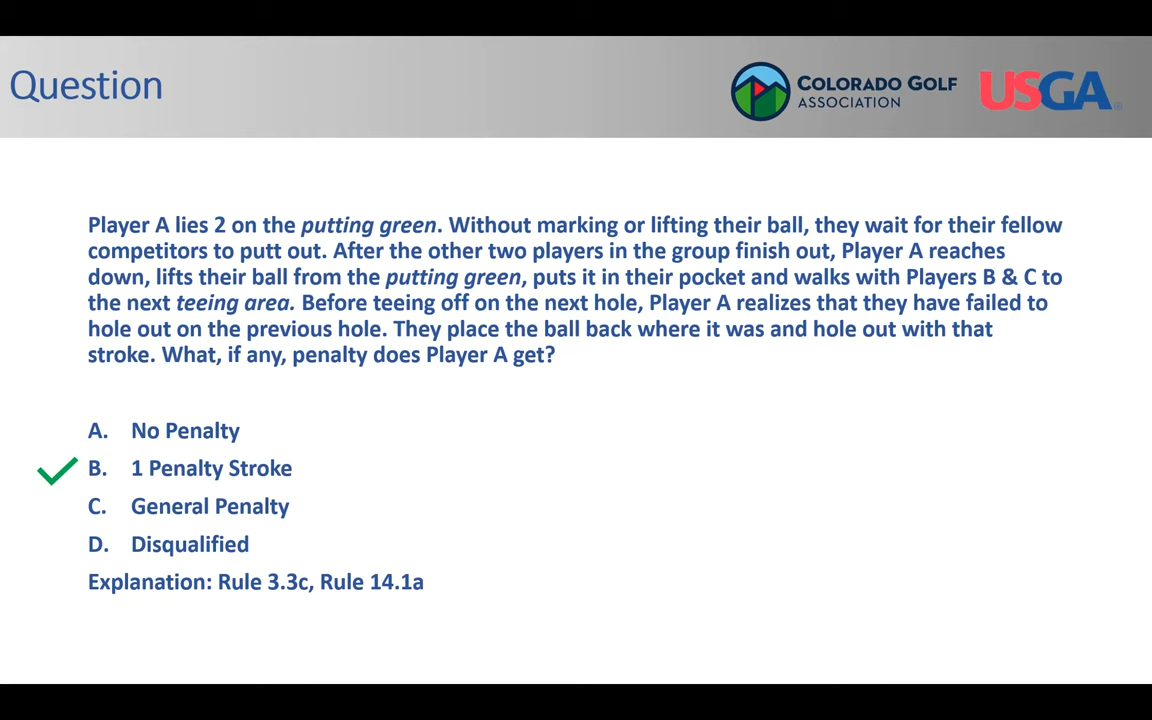 Question
COLORADO GOLF
ASSOCIATION
USGA®
Player A lies 2 on the putting green. Without marking or lifting their ball, they wait for their fellow
competitors to putt out. After the other two players in the group finish out, Player A reaches
down, lifts their ball from the putting green, puts it in their pocket and walks with Players B & C to
the next teeing area. Before teeing off on the next hole, Player A realizes that they have failed to
hole out on the previous hole. They place the ball back where it was and hole out with that
stroke. What, if any, penalty does Player A get?
A. No Penalty
B. 1 Penalty Stroke
C. General Penalty
D. Disqualified
Explanation: Rule 3.3c, Rule 14.1a